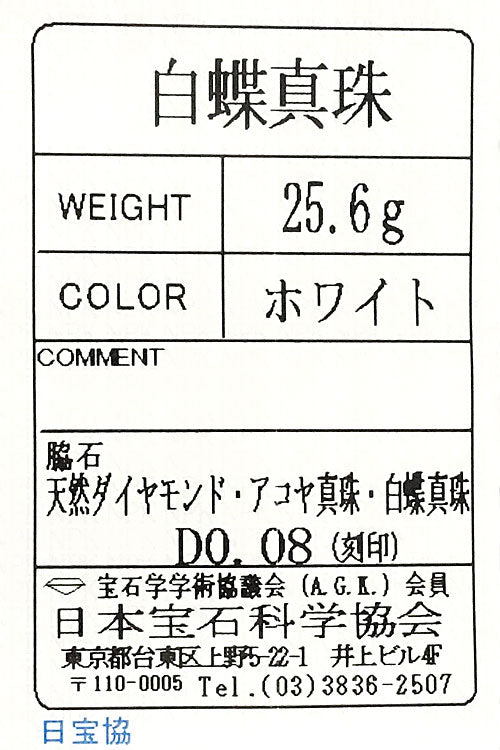 白蝶真珠
WEIGHT 25.6g
COLOR ホワイト
COMMENT
脇石
天然ダイヤモンド・アコヤ真珠・白蝶真珠
D0.08 (刻印)
宝石学学術協議会 (A.G.K.) 会員
日本宝石科学協会
東京都台東区上野5-22-1 井上ビル4F
〒110-0005 Tel.(03)3836-2507
日宝協